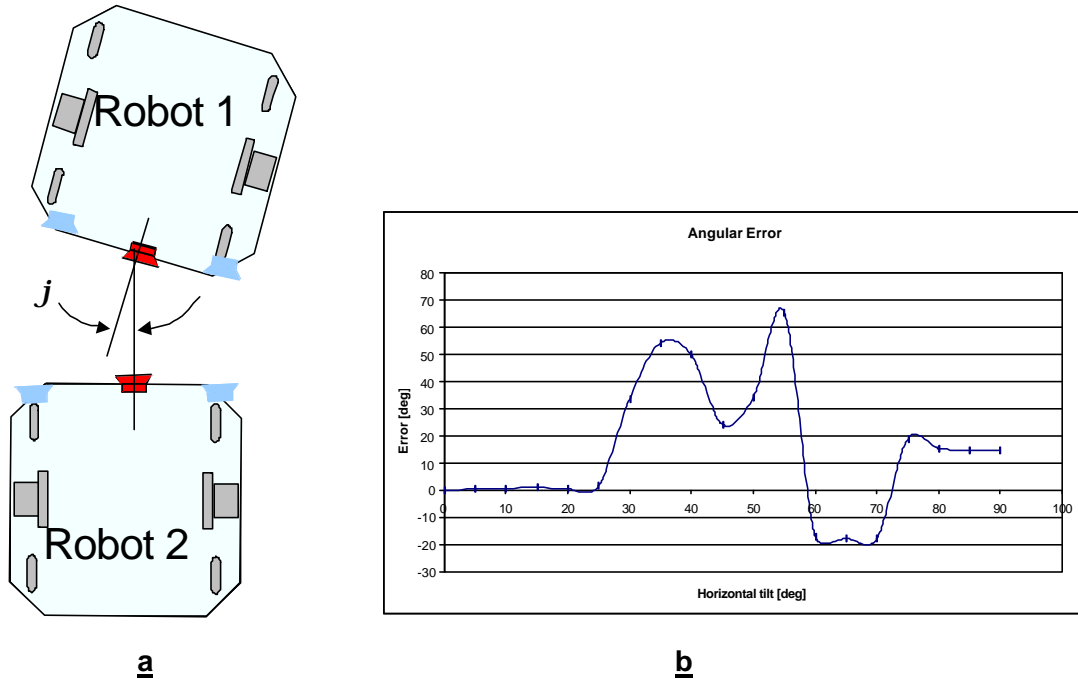 Robot 1
j
Robot 2
a
Angular Error
80
70
60
50
40
30
20
10
0
-10
-20
-30
0 10 20 30 40 50 60 70 80 90 100
Error [deg]
Horizontal tilt [deg]
b